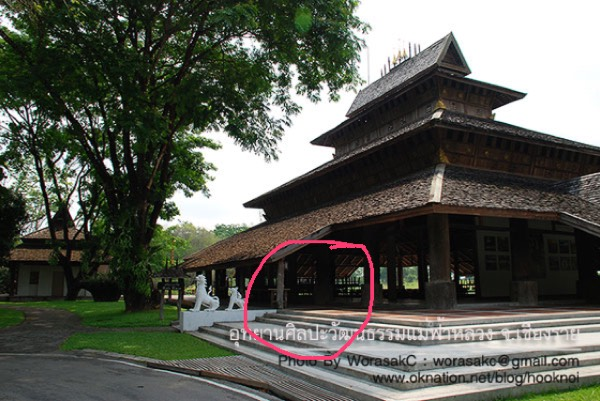 อุทยานศิลปะวัฒนธรรมแม่ฟ้าหลวง จ.เชียงราย
Photo By WorasakC : worasakc@gmail.com
www.oknation.net/blog/hooknoi